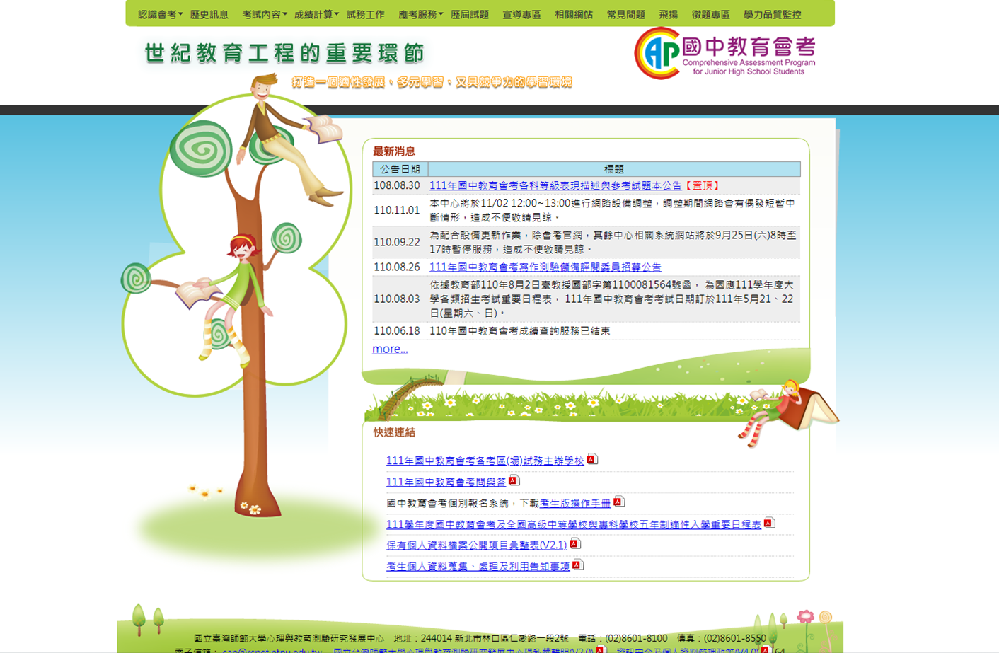 認識會考 歷史訊息 考試內容 成績計算 試務工作 應考服務 歷屆試題 宣導專區 相關網站 常見問題 飛揚 徵題專區 學力品質監控
世紀教育工程的重要環節
打造一個適性發展、多元學習、又具競爭力的學習環境
CAP 國中教育會考
Comprehensive Assessment Program
for Junior High School Students
最新消息
公告日期 標題
108.08.30 111年國中教育會考各科等級表現描述與參考試題本公告【置頂】
110.11.01 本中心將於11/02 12:00~13:00進行網路設備調整，調整期間網路會有偶發短暫中
斷情形，造成不便敬請見諒。
110.09.22 為配合設備更新作業，除會考官網，其餘中心相關系統網站將於9月25日(六)8時至
17時暫停服務，造成不便敬請見諒。
110.08.26 111年國中教育會考寫作測驗儲備評閱委員招募公告
110.08.03 依據教育部110年8月2日臺教授國部字第1100081564號函， 為因應111學年度大
學各類招生考試重要日程表， 111年國中教育會考考試日期訂於111年5月21、22
日(星期六、日)。
110.06.18 110年國中教育會考成績查詢服務已結束
more...
快速連結
111年國中教育會考各考區(場)試務主辦學校
111年國中教育會考問與答
國中教育會考個別報名系統，下載考生版操作手冊
111學年度國中教育會考及全國高級中等學校與專科學校五年制適性入學重要日程表
保有個人資料檔案公開項目彙整表(V2.1)
考生個人資料蒐集、處理及利用告知事項
國立臺灣師範大學心理與教育測驗研究發展中心 地址：244014 新北市林口區仁愛路一段2號 電話：(02)8601-8100 傳真：(02)8601-8550
電子信箱： cap@rcpet.ntnu.edu.tw 國立台灣師範大學心理與教育測驗研究發展中心隱私權聲明(V2.0) 資訊安全及個人資料管理政策(V4.0) 64